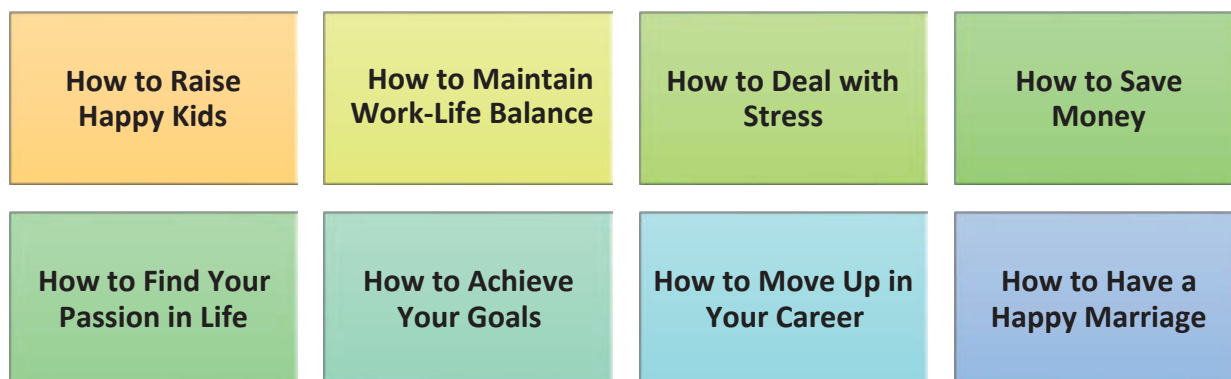 How to Raise
Happy Kids
How to Maintain
Work-Life Balance
How to Deal with
Stress
How to Save
Money
How to Find Your
Passion in Life
How to Achieve
Your Goals
How to Move Up in
Your Career
How to Have a
Happy Marriage